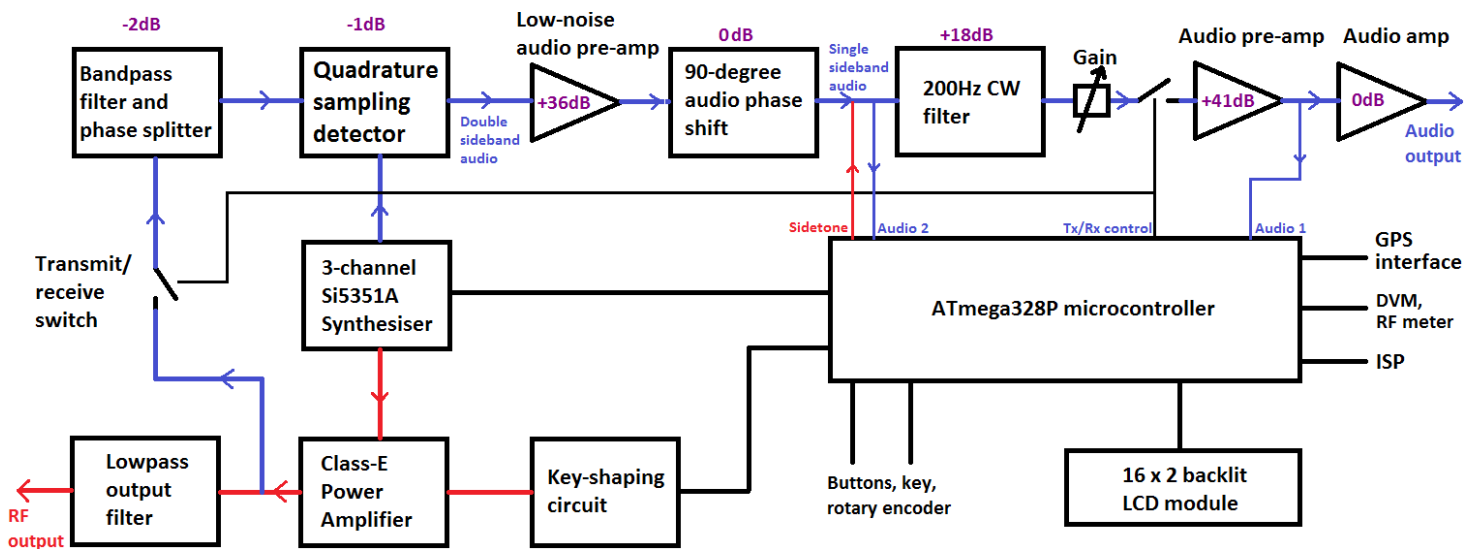 -2dB
Bandpass
filter and
phase splitter
-1dB
Quadrature
sampling
detector
Double
sideband
audio
Low-noise
audio pre-amp
+36dB
0dB
90-degree
audio phase
shift
Single
sideband
audio
+18dB
200Hz CW
filter
Gain
Audio pre-amp
+41dB
Audio amp
0dB
Audio
output
Sidetone
Audio 2
Tx/Rx control
Audio 1
Transmit/
receive
switch
3-channel
Si5351A
Synthesiser
ATmega328P microcontroller
GPS
interface
DVM,
RF meter
ISP
RF
output
Lowpass
output
filter
Class-E
Power
Amplifier
Key-shaping
circuit
Buttons, key,
rotary encoder
16 x 2 backlit
LCD module